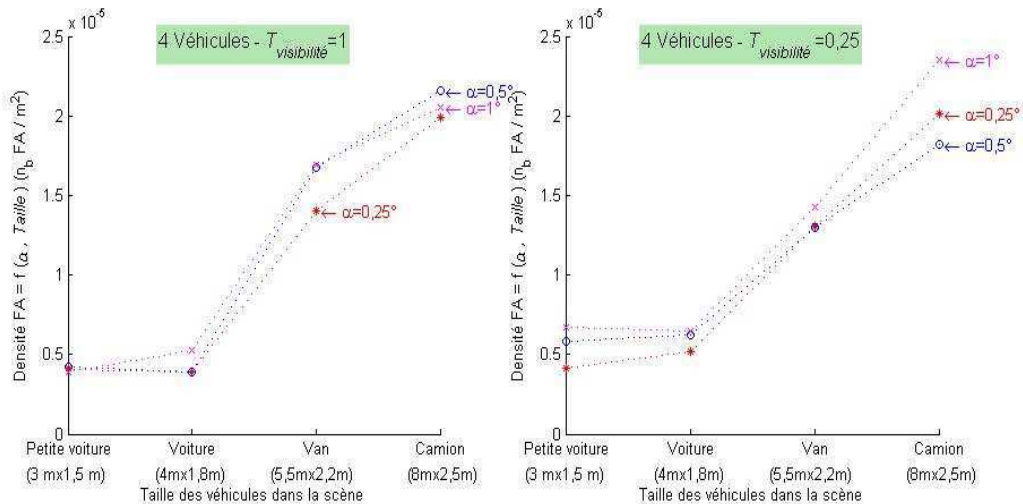 x 10⁻⁵
4 Véhicules - T visibilité=1
2.5
2
1.5
1
0.5
0
Densité FA = f (α , Taille ) (n_b FA / m²)
← α=0,5°
← α=1°
← α=0,25°
Petite voiture Voiture Van Camion
(3 mx1,5 m) (4mx1,8m) (5,5mx2,2m) (8mx2,5m)
Taille des véhicules dans la scène
x 10⁻⁵
4 Véhicules - T visibilité=0,25
2.5
2
1.5
1
0.5
0
Densité FA = f (α , Taille ) (n_b FA / m²)
← α=1°
← α=0,25°
← α=0,5°
Petite voiture Voiture Van Camion
(3 mx1,5 m) (4mx1,8m) (5,5mx2,2m) (8mx2,5m)
Taille des véhicules dans la scène